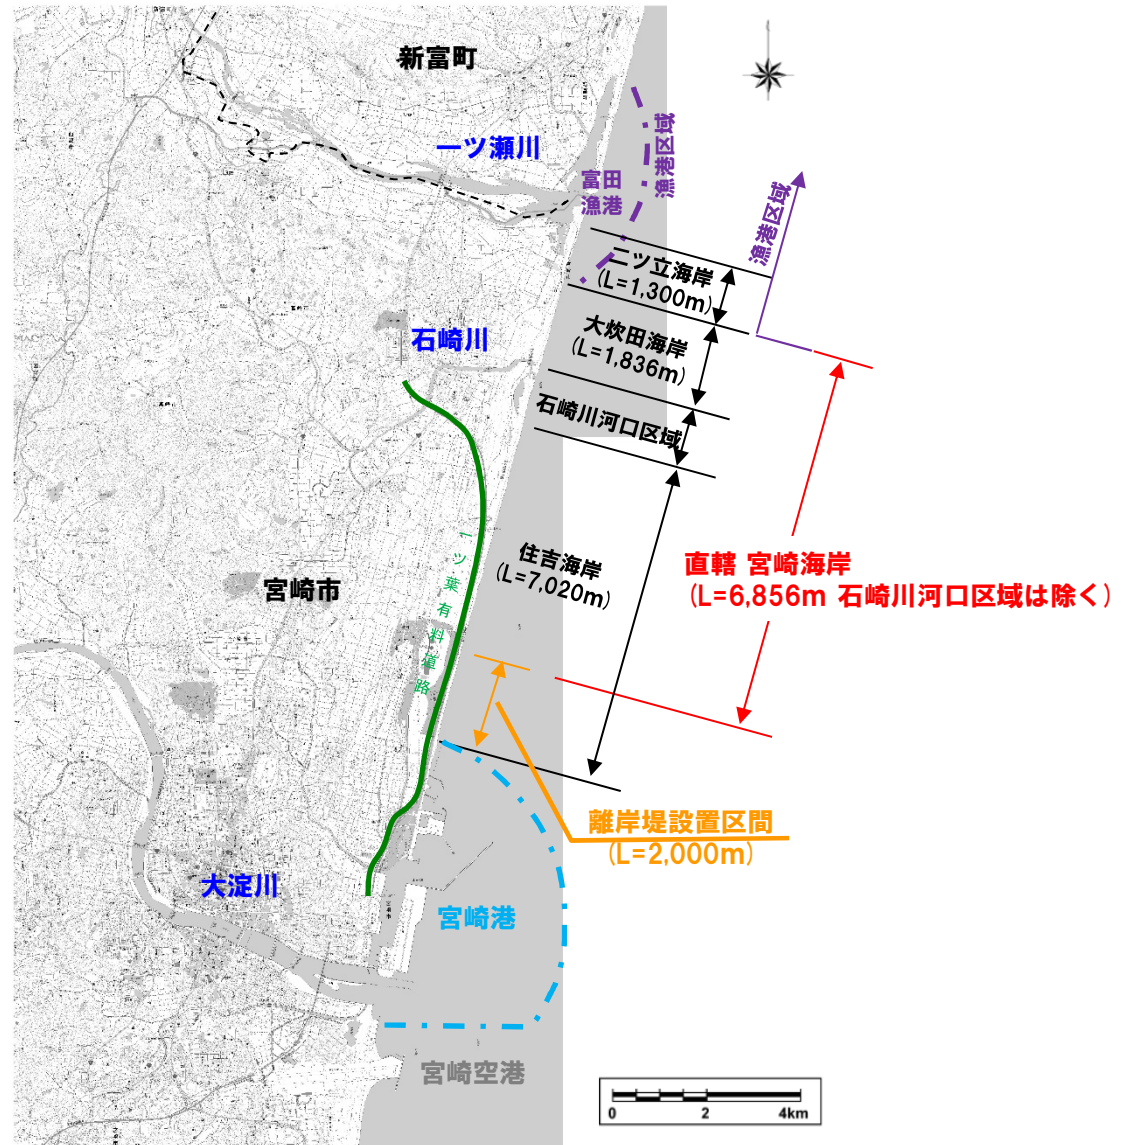 新富町
一ツ瀬川
漁港区域
富田
漁港
漁港区域
二ツ立海岸
(L=1,300m)
大炊田海岸
(L=1,836m)
石崎川
石崎川河口区域
一ツ葉有料道路
住吉海岸
(L=7,020m)
直轄 宮崎海岸
(L=6,856m 石崎川河口区域は除く)
宮崎市
離岸堤設置区間
(L=2,000m)
大淀川
宮崎港
宮崎空港
0 2 4km